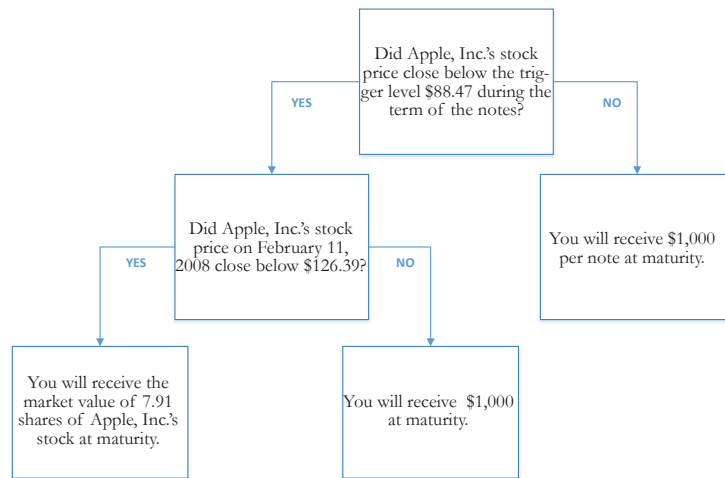 Did Apple, Inc.'s stock
price close below the trig-
ger level $88.47 during the
term of the notes?
YES
NO
Did Apple, Inc.'s stock
price on February 11,
2008 close below $126.39?
You will receive $1,000
per note at maturity.
YES
NO
You will receive the
market value of 7.91
shares of Apple, Inc.'s
stock at maturity.
You will receive $1,000
at maturity.